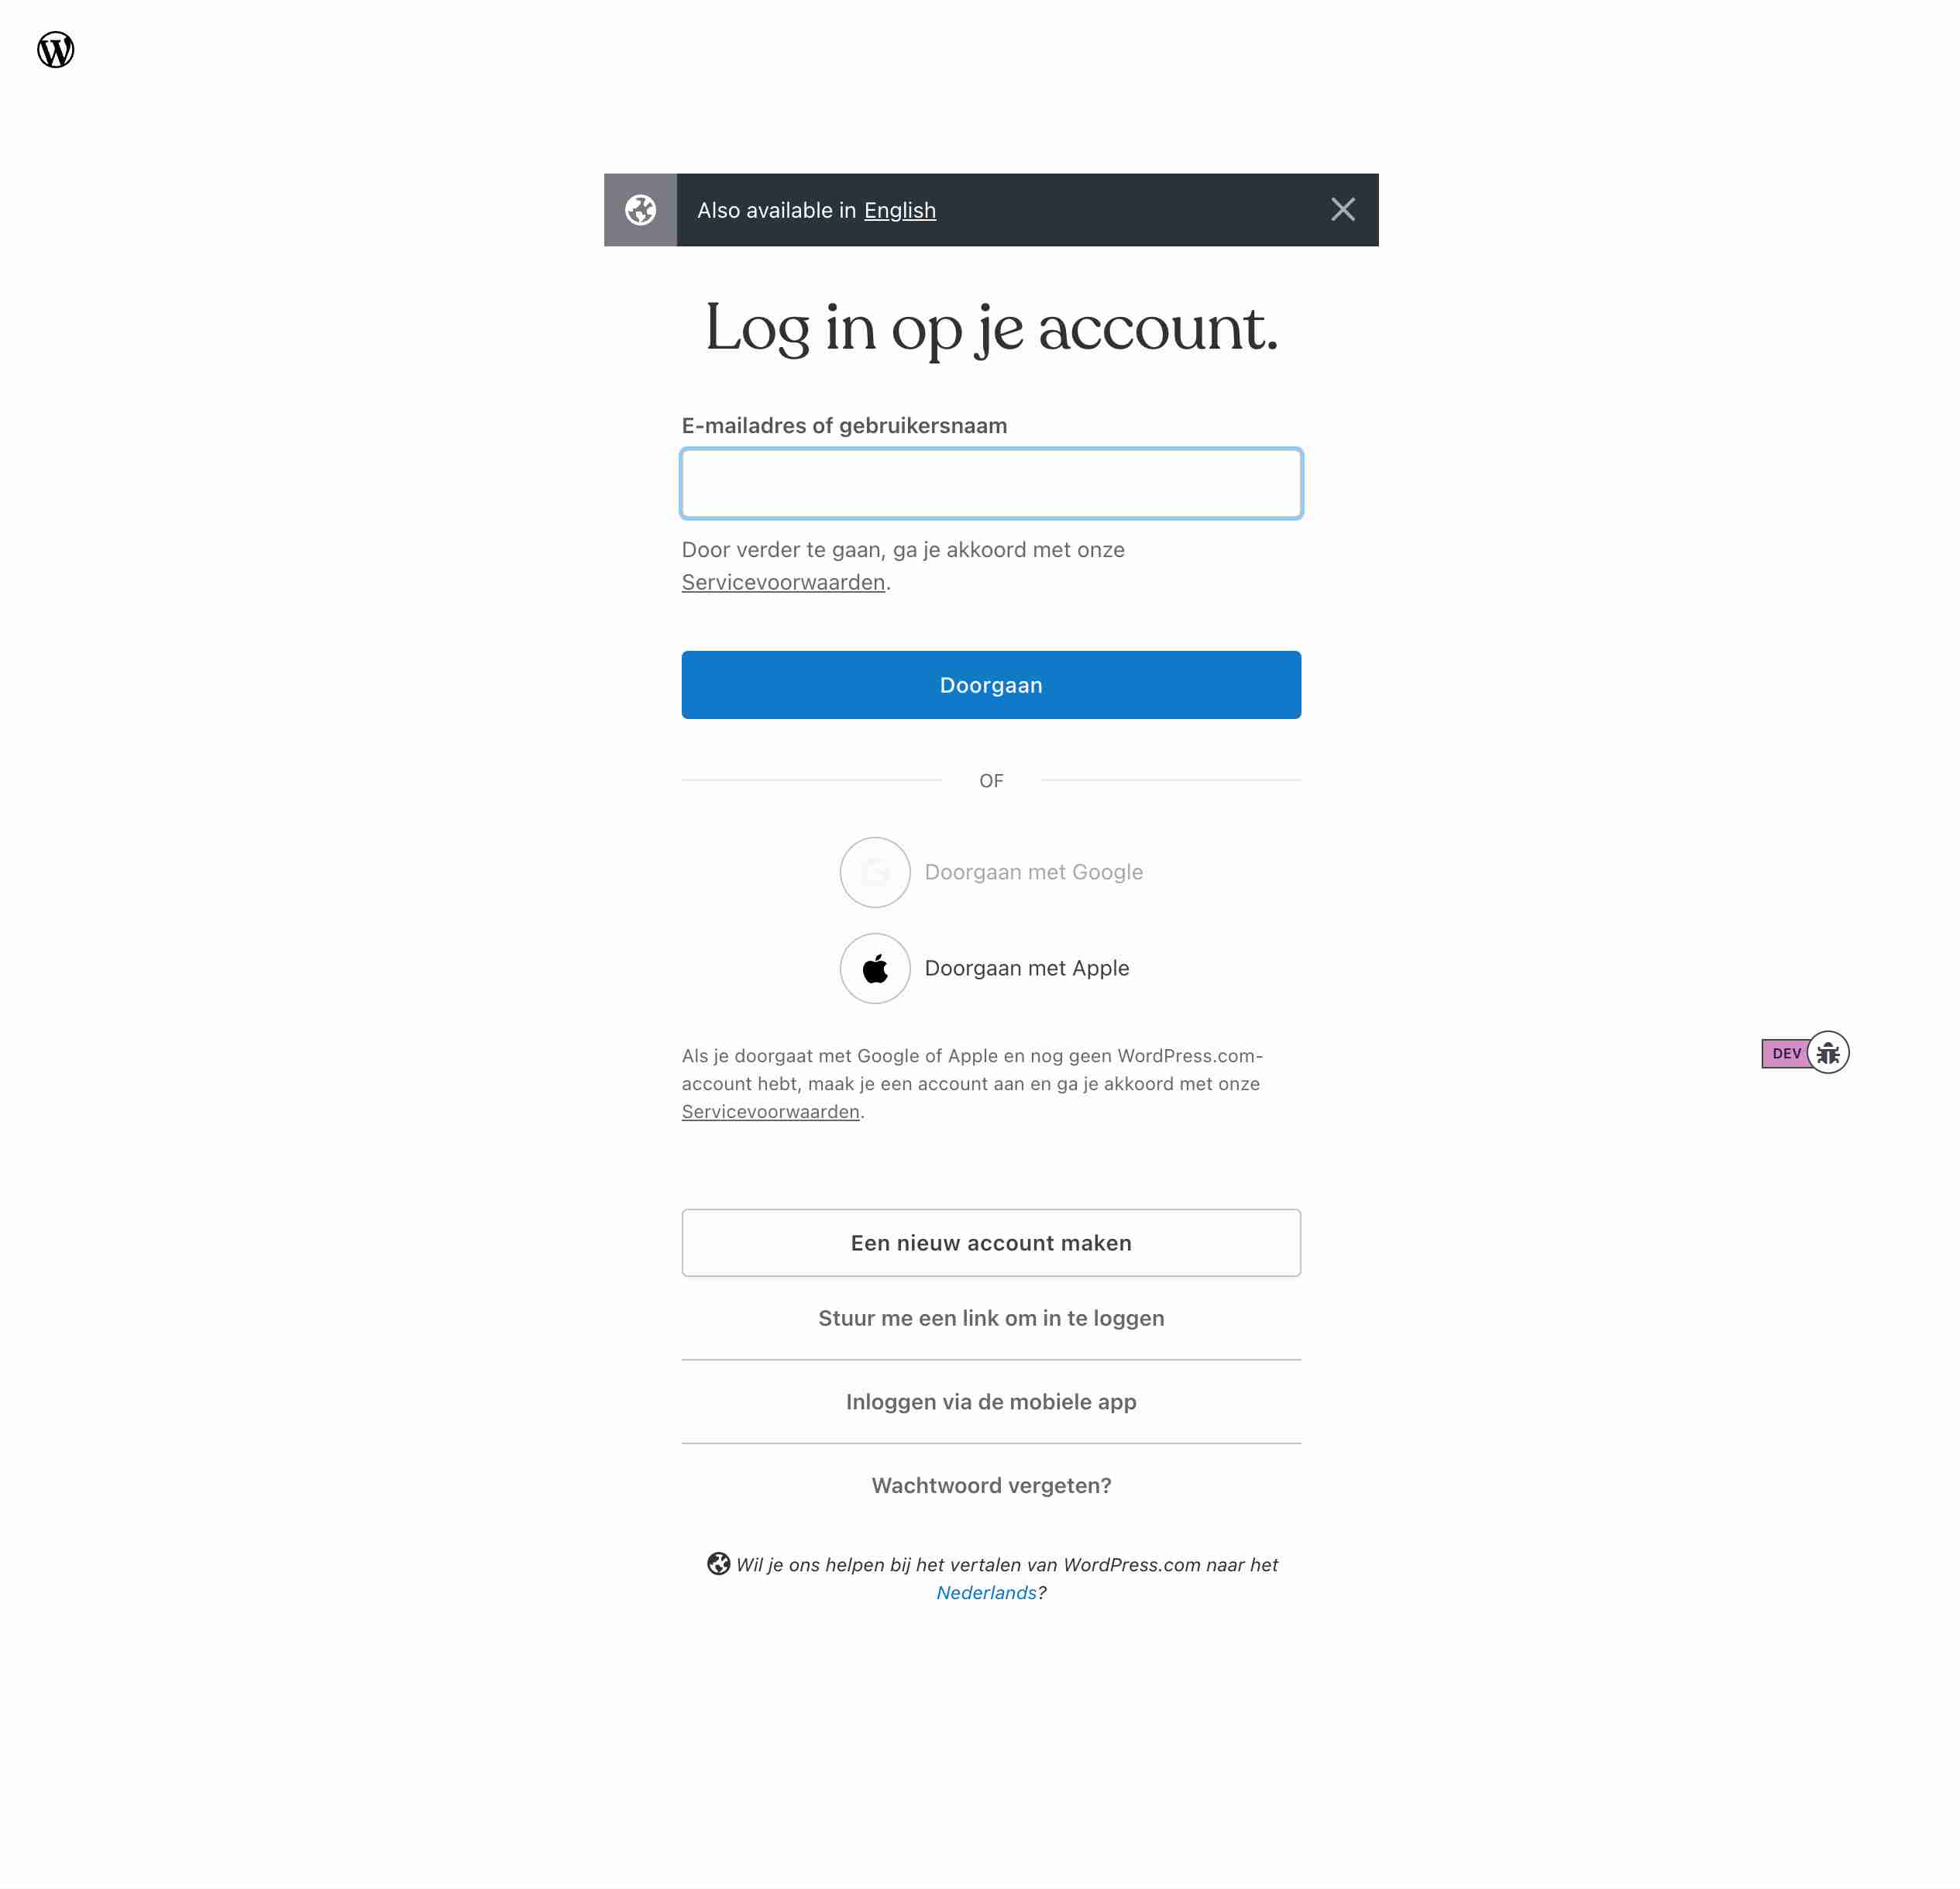 Also available in English
Log in op je account.
E-mailadres of gebruikersnaam
Door verder te gaan, ga je akkoord met onze
Servicevoorwaarden.
Doorgaan
OF
Doorgaan met Google
Doorgaan met Apple
Als je doorgaat met Google of Apple en nog geen WordPress.com-
account hebt, maak je een account aan en ga je akkoord met onze
Servicevoorwaarden.
DEV
Een nieuw account maken
Stuur me een link om in te loggen
Inloggen via de mobiele app
Wachtwoord vergeten?
Wil je ons helpen bij het vertalen van WordPress.com naar het
Nederlands?